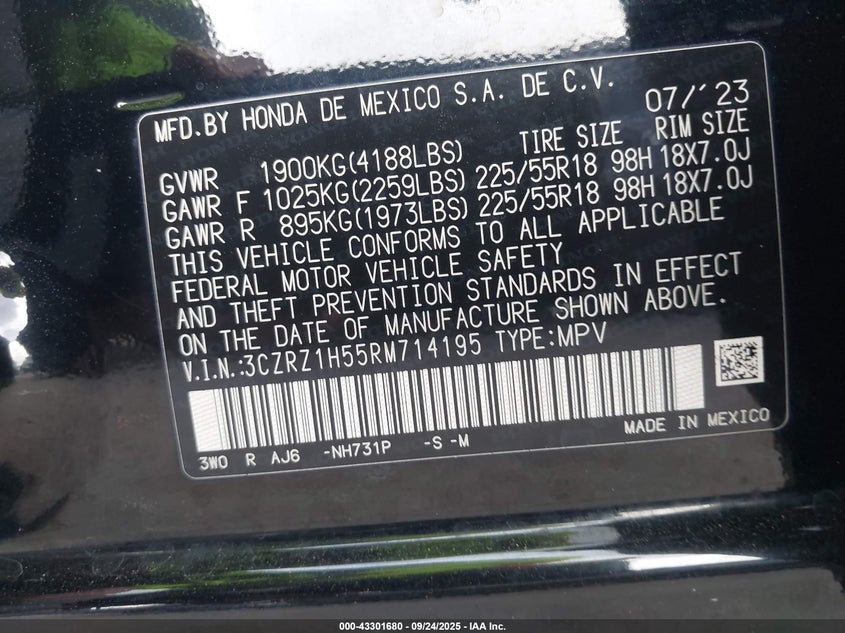 MFD.BY HONDA DE MEXICO S.A. DE C.V. 07/´23
TIRE SIZE RIM SIZE
GVWR 1900KG(4188LBS)
GAWR F 1025KG(2259LBS) 225/55R18 98H 18X7.0J
GAWR R 895KG(1973LBS) 225/55R18 98H 18X7.0J
THIS VEHICLE CONFORMS TO ALL APPLICABLE
FEDERAL MOTOR VEHICLE SAFETY
AND THEFT PREVENTION STANDARDS IN EFFECT
ON THE DATE OF MANUFACTURE SHOWN ABOVE.
V.I.N.:3CZRZ1H55RM714195 TYPE:MPV
MADE IN MEXICO
3W0 R AJ6 -NH731P -S -M
000-43301680 - 09/24/2025 - IAA Inc.